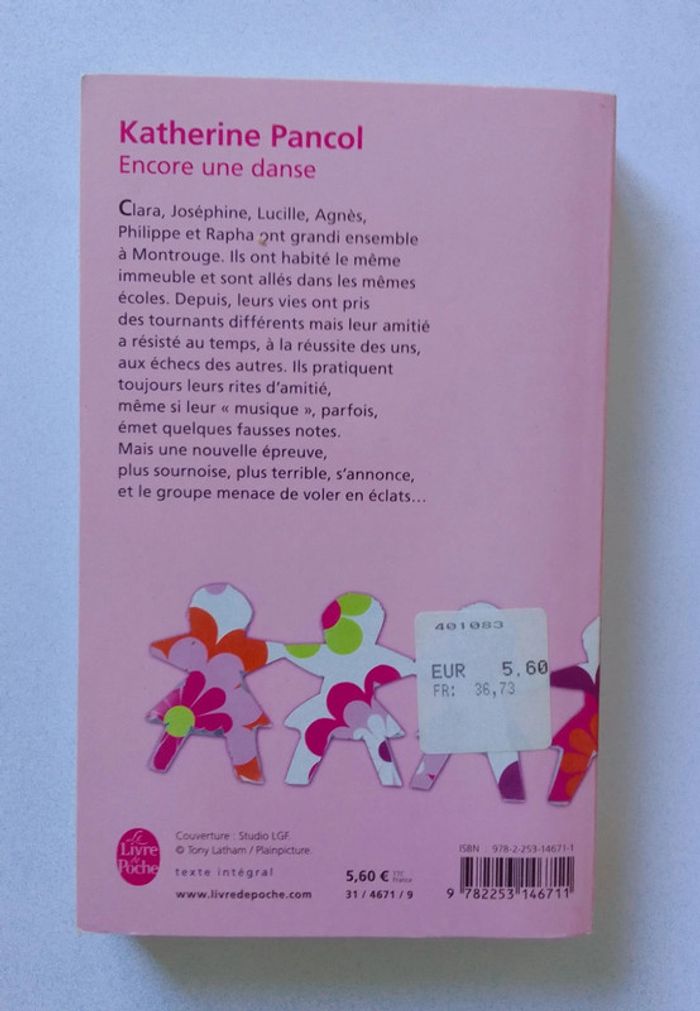 Katherine Pancol
Encore une danse
Clara, Joséphine, Lucille, Agnès,
Philippe et Rapha ont grandi ensemble
à Montrouge. Ils ont habité le même
immeuble et sont allés dans les mêmes
écoles. Depuis, leurs vies ont pris
des tournants différents mais leur amitié
a résisté au temps, à la réussite des uns,
aux échecs des autres. Ils pratiquent
toujours leurs rites d'amitié,
même si leur « musique », parfois,
émet quelques fausses notes.
Mais une nouvelle épreuve,
plus sournoise, plus terrible, s'annonce,
et le groupe menace de voler en éclats...
401083
EUR 5.60
FR: 36,73
Le
Livre
de
Poche
Couverture : Studio LGF.
© Tony Latham / Plainpicture.
texte intégral
www.livredepoche.com
5,60 € TTC
France
31 / 4671 / 9
ISBN : 978-2-253-14671-1
9 782253 146711